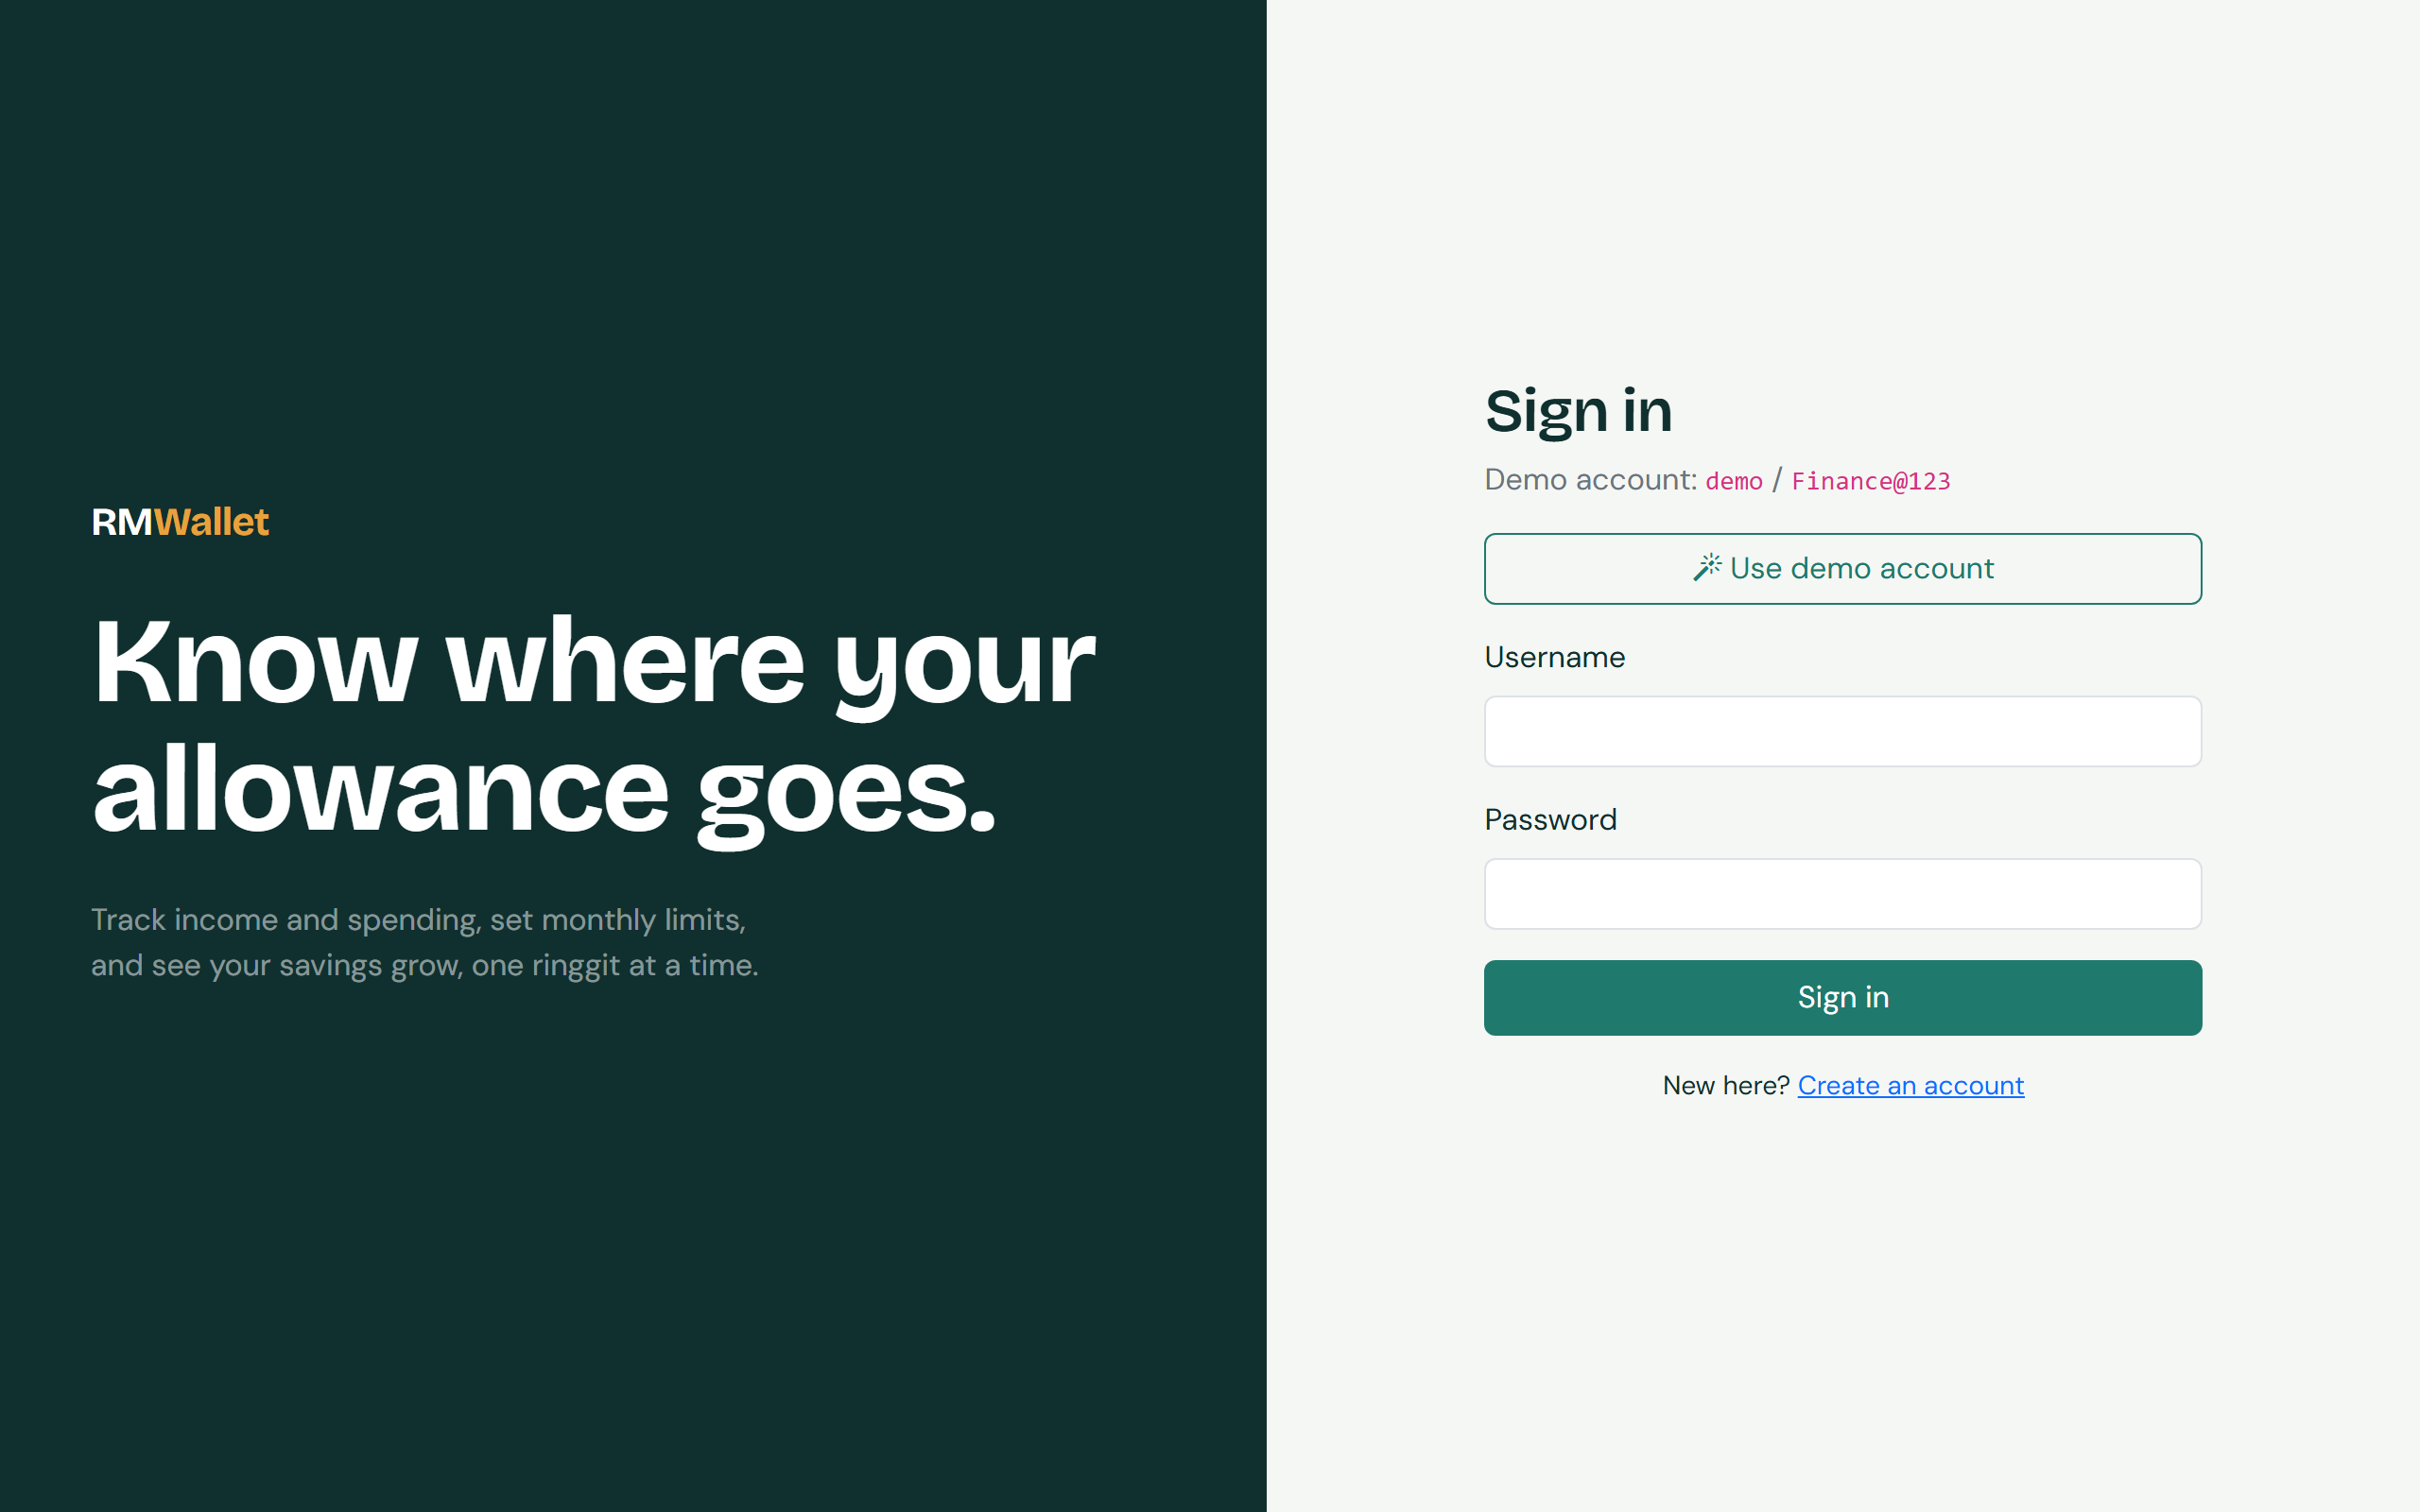 RMWallet
Know where your
allowance goes.
Track income and spending, set monthly limits,
and see your savings grow, one ringgit at a time.
Sign in
Demo account: demo / Finance@123
Use demo account
Username
Password
Sign in
New here? Create an account